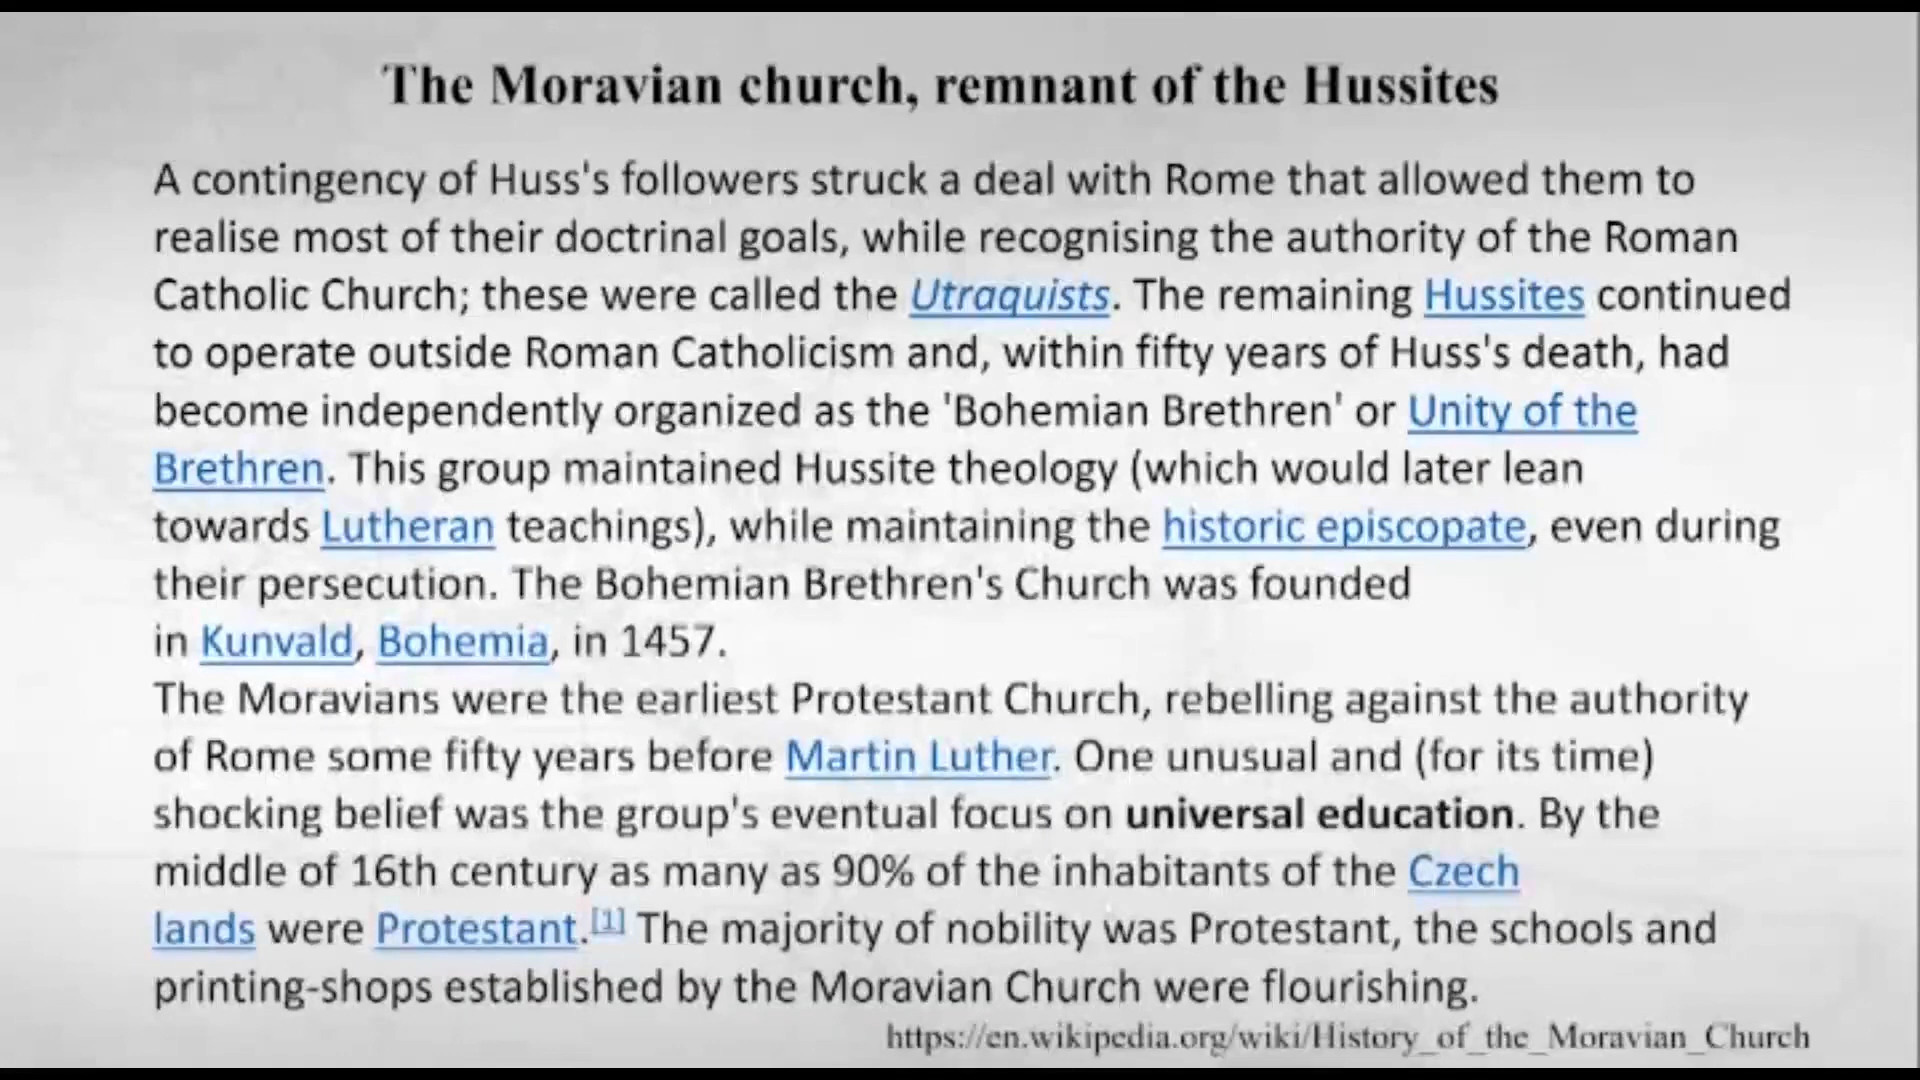 The Moravian church, remnant of the Hussites
A contingency of Huss's followers struck a deal with Rome that allowed them to
realise most of their doctrinal goals, while recognising the authority of the Roman
Catholic Church; these were called the Utraquists. The remaining Hussites continued
to operate outside Roman Catholicism and, within fifty years of Huss's death, had
become independently organized as the 'Bohemian Brethren' or Unity of the
Brethren. This group maintained Hussite theology (which would later lean
towards Lutheran teachings), while maintaining the historic episcopate, even during
their persecution. The Bohemian Brethren's Church was founded
in Kunvald, Bohemia, in 1457.
The Moravians were the earliest Protestant Church, rebelling against the authority
of Rome some fifty years before Martin Luther. One unusual and (for its time)
shocking belief was the group's eventual focus on universal education. By the
middle of 16th century as many as 90% of the inhabitants of the Czech
lands were Protestant.[1] The majority of nobility was Protestant, the schools and
printing-shops established by the Moravian Church were flourishing.
https://en.wikipedia.org/wiki/History_of_the_Moravian_Church